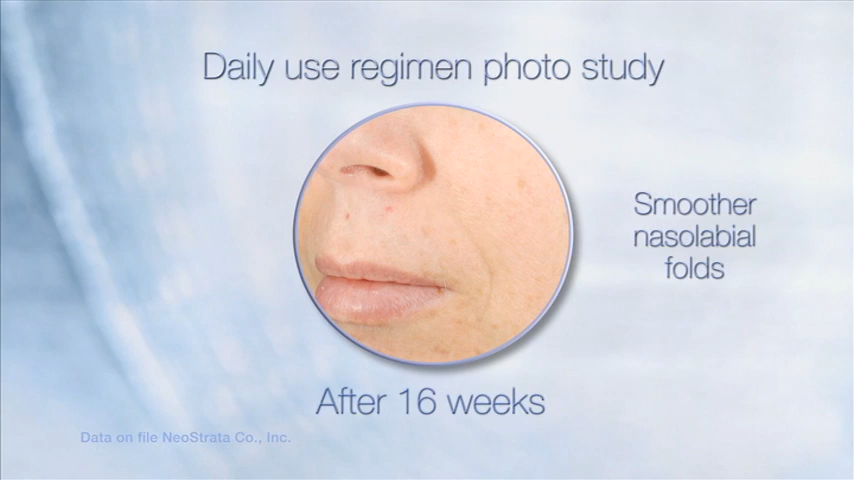 Daily use regimen photo study
Smoother
nasolabial
folds
After 16 weeks
Data on file NeoStrata Co., Inc.